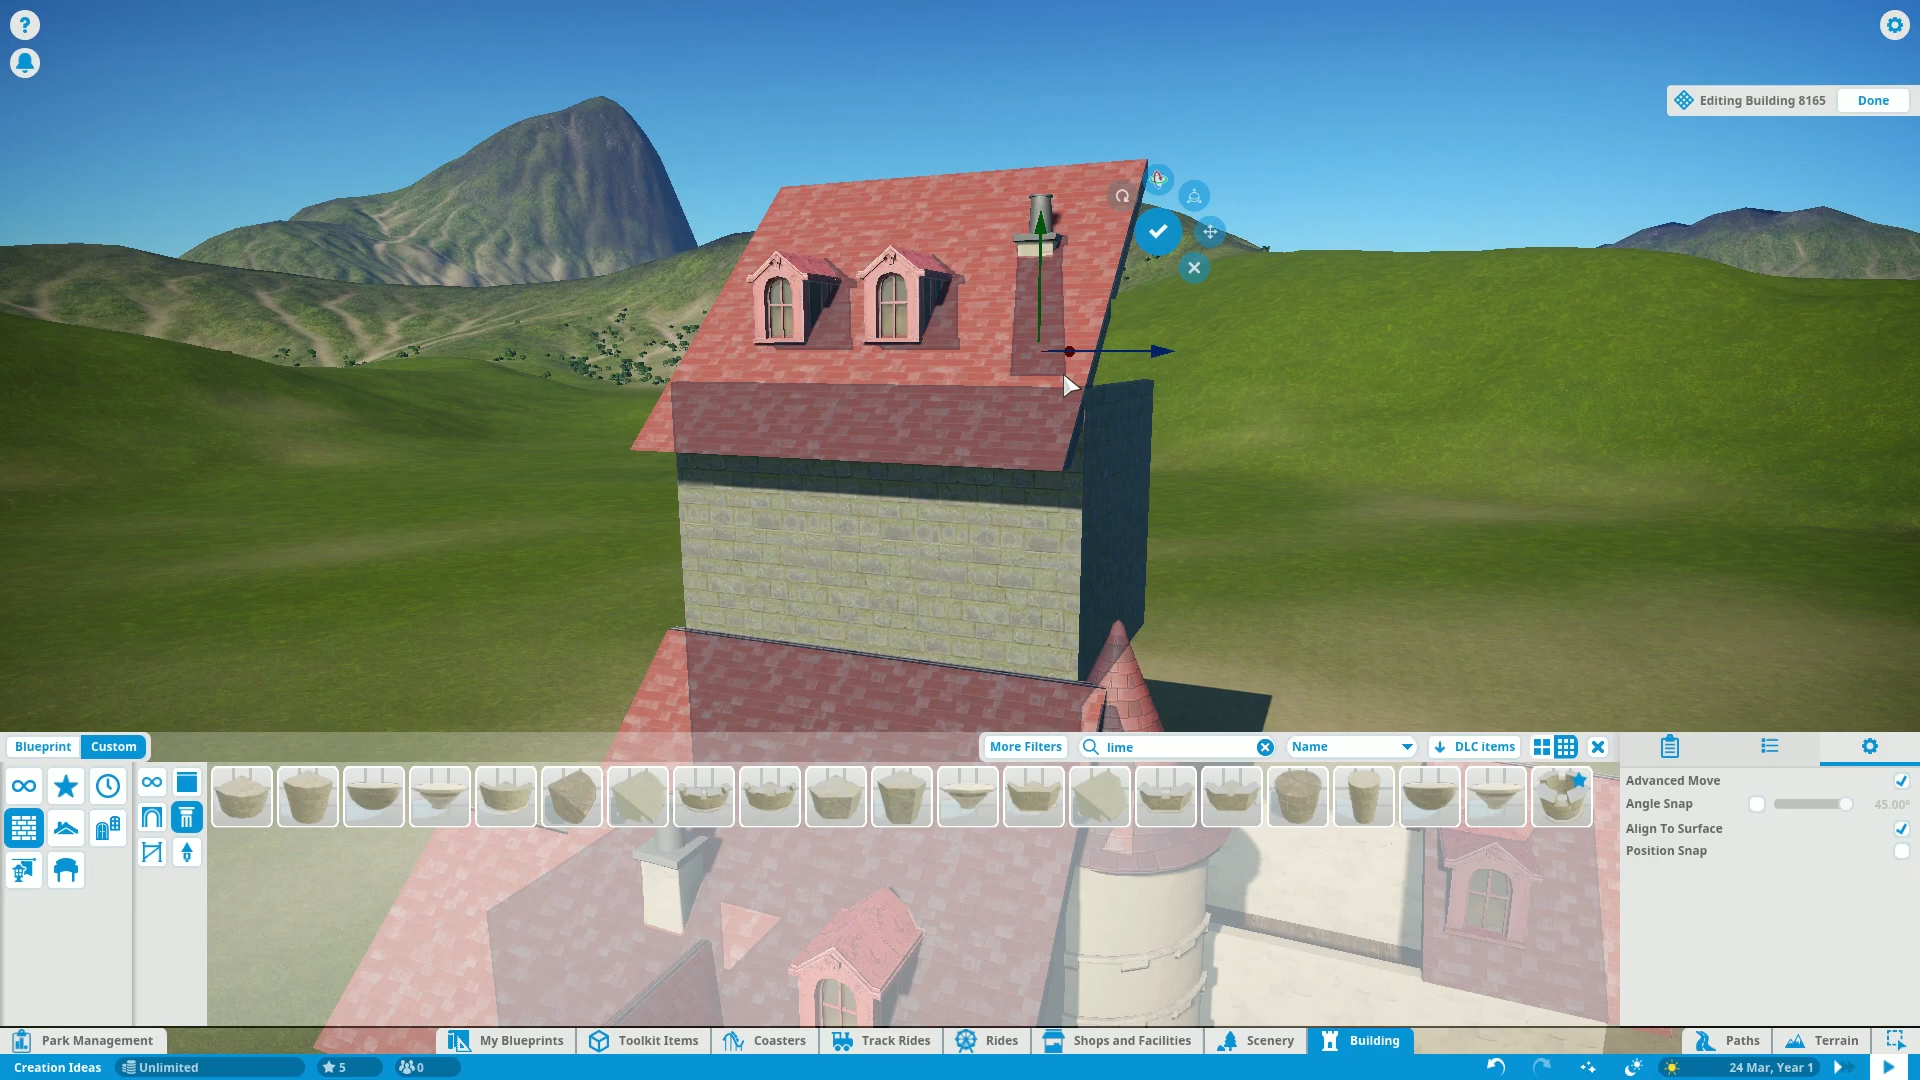 ?
Editing Building 8165 Done
Blueprint Custom
More Filters lime Name DLC items
Advanced Move
Angle Snap 45.00°
Align To Surface
Position Snap
Park Management My Blueprints Toolkit Items Coasters Track Rides Rides Shops and Facilities Scenery Building Paths Terrain
Creation Ideas Unlimited 5 0 24 Mar, Year 1